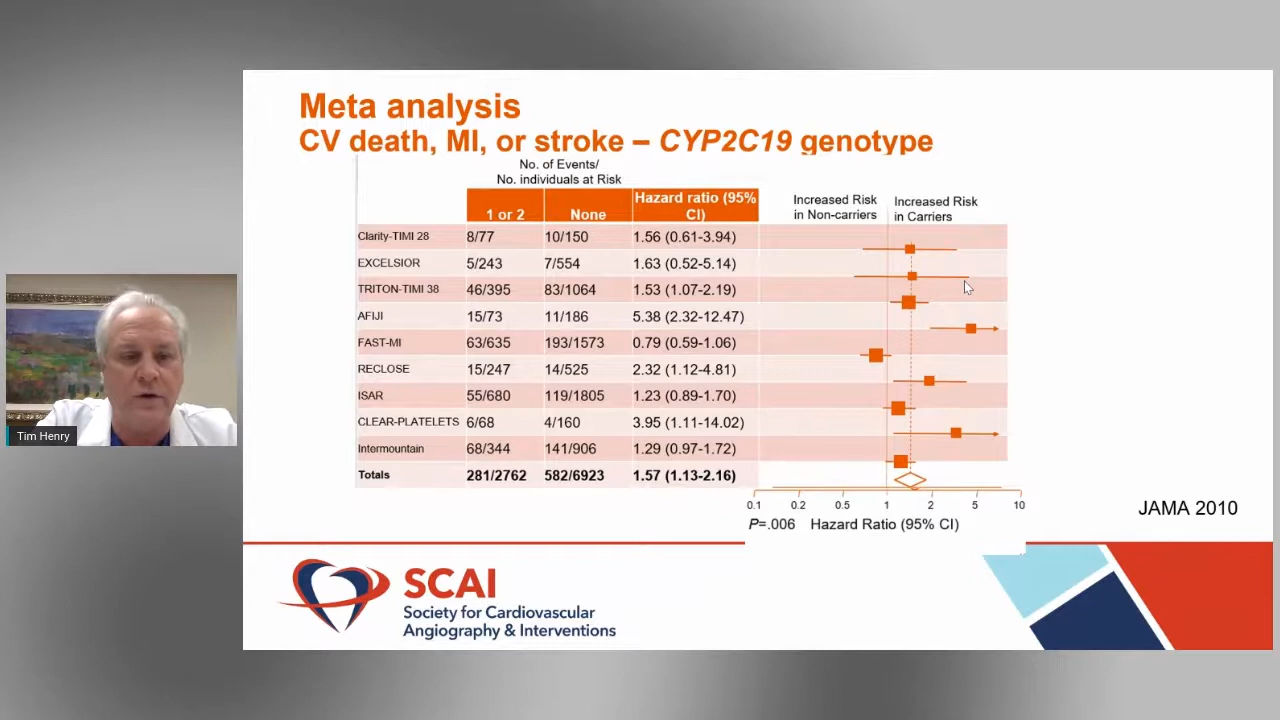 Meta analysis
CV death, MI, or stroke – CYP2C19 genotype
No. of Events/
No. individuals at Risk
1 or 2 None Hazard ratio (95% CI)
Increased Risk in Non-carriers
Increased Risk in Carriers
Clarity-TIMI 28 8/77 10/150 1.56 (0.61-3.94)
EXCELSIOR 5/243 7/554 1.63 (0.52-5.14)
TRITON-TIMI 38 46/395 83/1064 1.53 (1.07-2.19)
AFIJI 15/73 11/186 5.38 (2.32-12.47)
FAST-MI 63/635 193/1573 0.79 (0.59-1.06)
RECLOSE 15/247 14/525 2.32 (1.12-4.81)
ISAR 55/680 119/1805 1.23 (0.89-1.70)
CLEAR-PLATELETS 6/68 4/160 3.95 (1.11-14.02)
Intermountain 68/344 141/906 1.29 (0.97-1.72)
Totals 281/2762 582/6923 1.57 (1.13-2.16)
0.1 0.2 0.5 1 2 5 10
P=.006 Hazard Ratio (95% CI)
JAMA 2010
Tim Henry
SCAI
Society for Cardiovascular
Angiography & Interventions